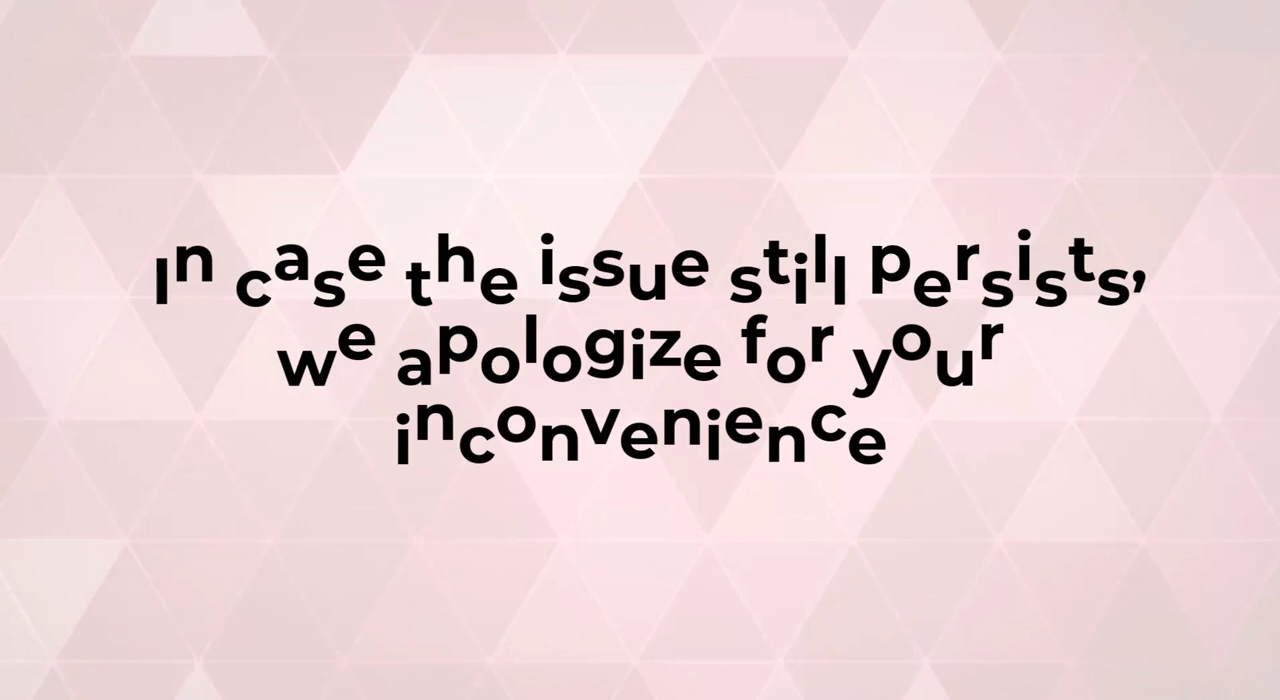 In case the issue still persists,
we apologize for your
inconvenience